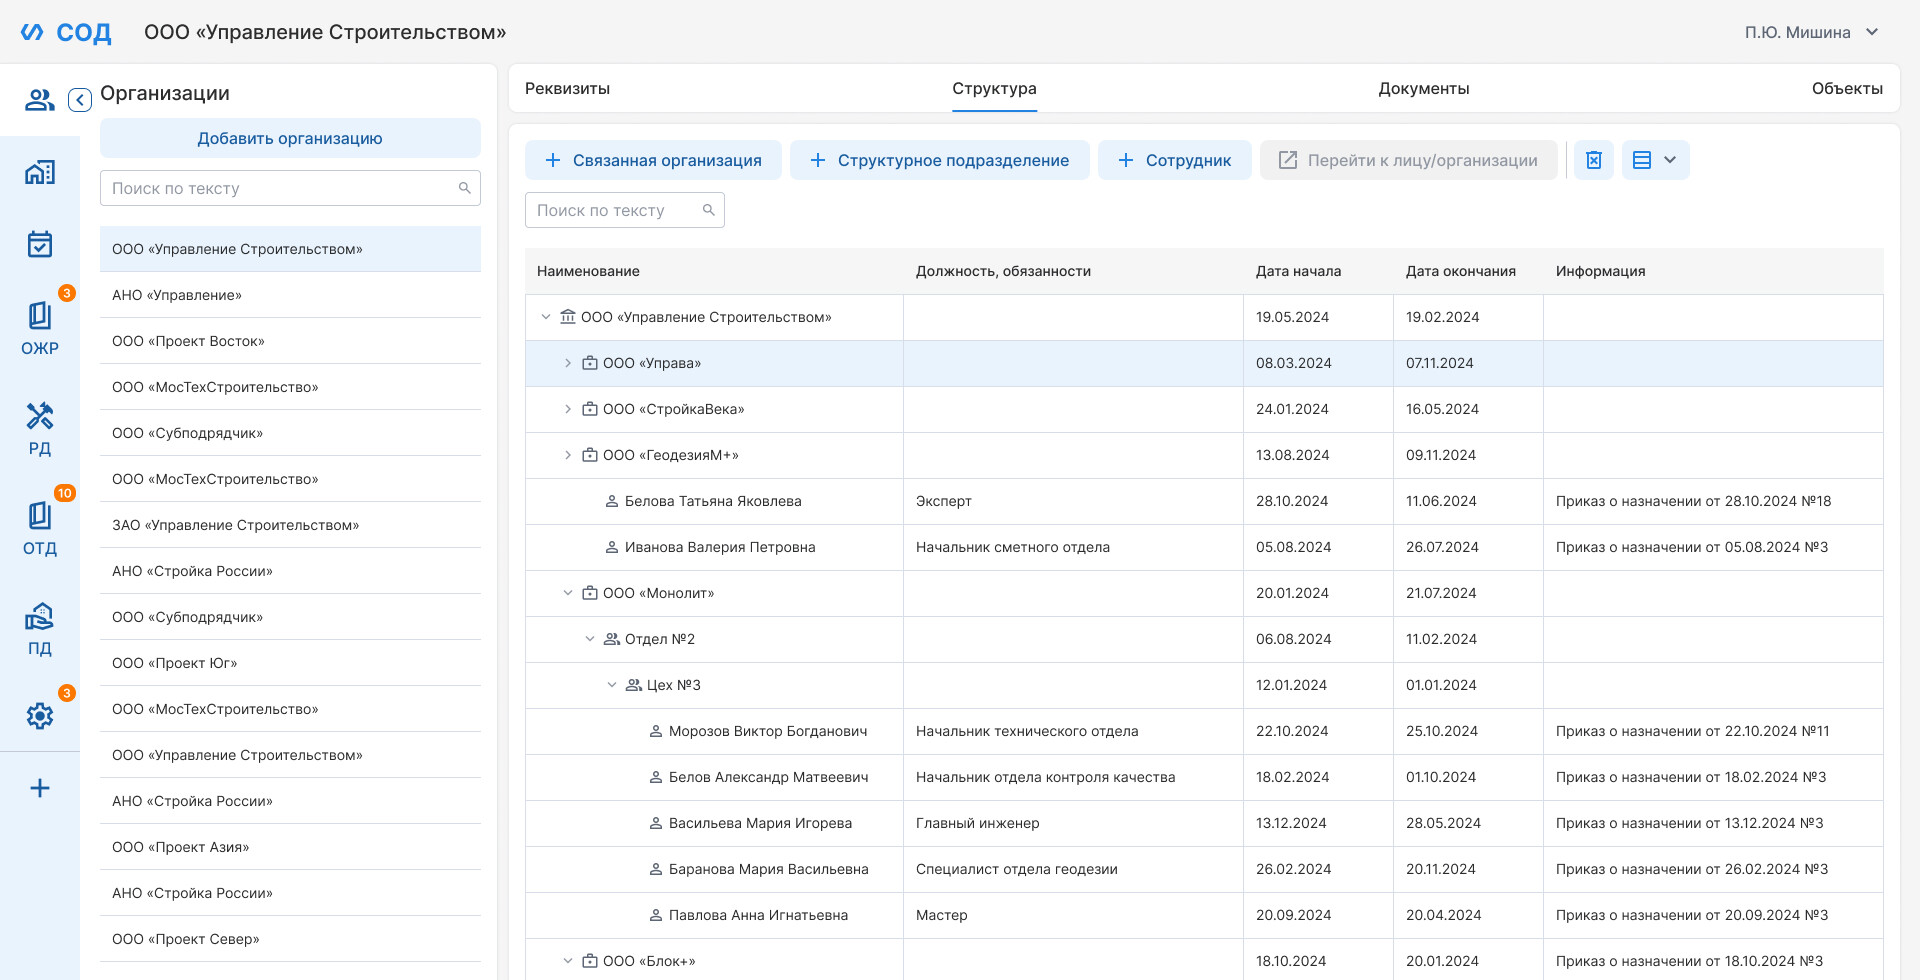 СОД
ООО «Управление Строительством»
П.Ю. Мишина
3
ОЖР
РД
10
ОТД
ПД
3
Организации
Добавить организацию
Поиск по тексту
ООО «Управление Строительством»
АНО «Управление»
ООО «Проект Восток»
ООО «МосТехСтроительство»
ООО «Субподрядчик»
ООО «МосТехСтроительство»
ЗАО «Управление Строительством»
АНО «Стройка России»
ООО «Субподрядчик»
ООО «Проект Юг»
ООО «МосТехСтроительство»
ООО «Управление Строительством»
АНО «Стройка России»
ООО «Проект Азия»
АНО «Стройка России»
ООО «Проект Север»
Реквизиты Структура Документы Объекты
Связанная организация Структурное подразделение Сотрудник Перейти к лицу/организации
Поиск по тексту
Наименование Должность, обязанности Дата начала Дата окончания Информация
ООО «Управление Строительством» 19.05.2024 19.02.2024
ООО «Управа» 08.03.2024 07.11.2024
ООО «СтройкаВека» 24.01.2024 16.05.2024
ООО «ГеодезияМ+» 13.08.2024 09.11.2024
Белова Татьяна Яковлева Эксперт 28.10.2024 11.06.2024 Приказ о назначении от 28.10.2024 №18
Иванова Валерия Петровна Начальник сметного отдела 05.08.2024 26.07.2024 Приказ о назначении от 05.08.2024 №3
ООО «Монолит» 20.01.2024 21.07.2024
Отдел №2 06.08.2024 11.02.2024
Цех №3 12.01.2024 01.01.2024
Морозов Виктор Богданович Начальник технического отдела 22.10.2024 25.10.2024 Приказ о назначении от 22.10.2024 №11
Белов Александр Матвеевич Начальник отдела контроля качества 18.02.2024 01.10.2024 Приказ о назначении от 18.02.2024 №3
Васильева Мария Игорева Главный инженер 13.12.2024 28.05.2024 Приказ о назначении от 13.12.2024 №3
Баранова Мария Васильевна Специалист отдела геодезии 26.02.2024 20.11.2024 Приказ о назначении от 26.02.2024 №3
Павлова Анна Игнатьевна Мастер 20.09.2024 20.04.2024 Приказ о назначении от 20.09.2024 №3
ООО «Блок+» 18.10.2024 20.01.2024 Приказ о назначении от 18.10.2024 №3